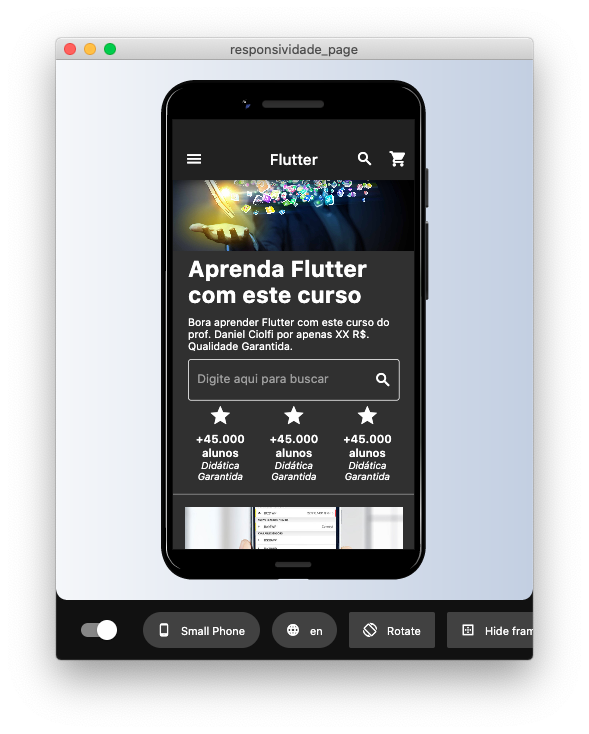 responsividade_page
Flutter
Aprenda Flutter
com este curso
Bora aprender Flutter com este curso do
prof. Daniel Ciolfi por apenas XX R$.
Qualidade Garantida.
Digite aqui para buscar
+45.000 +45.000 +45.000
alunos alunos alunos
Didática Didática Didática
Garantida Garantida Garantida
Small Phone en Rotate Hide fram